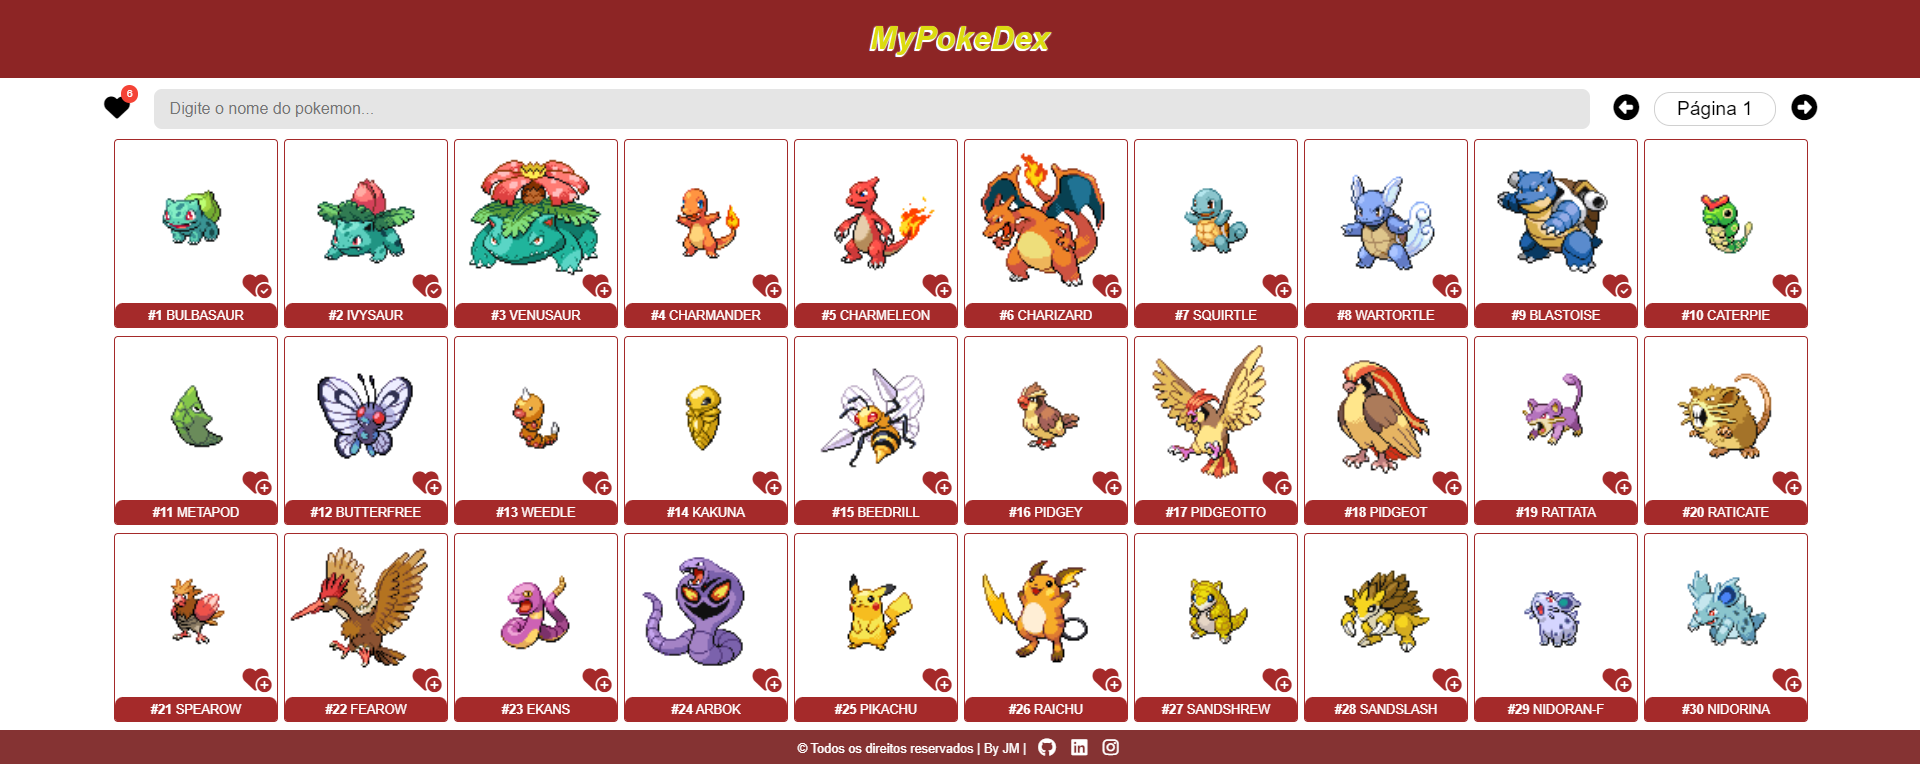 MyPokeDex
6
Digite o nome do pokemon...
Página 1
#1 BULBASAUR
#2 IVYSAUR
#3 VENUSAUR
#4 CHARMANDER
#5 CHARMELEON
#6 CHARIZARD
#7 SQUIRTLE
#8 WARTORTLE
#9 BLASTOISE
#10 CATERPIE
#11 METAPOD
#12 BUTTERFREE
#13 WEEDLE
#14 KAKUNA
#15 BEEDRILL
#16 PIDGEY
#17 PIDGEOTTO
#18 PIDGEOT
#19 RATTATA
#20 RATICATE
#21 SPEAROW
#22 FEAROW
#23 EKANS
#24 ARBOK
#25 PIKACHU
#26 RAICHU
#27 SANDSHREW
#28 SANDSLASH
#29 NIDORAN-F
#30 NIDORINA
© Todos os direitos reservados | By JM |